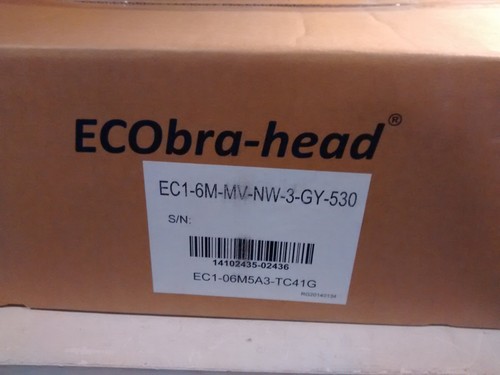 ECObra-head®
EC1-6M-MV-NW-3-GY-530
S/N:
14102435-02436
EC1-06M5A3-TC41G